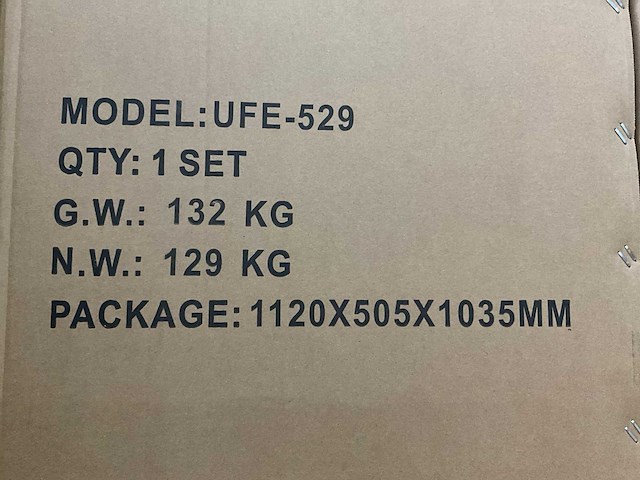 MODEL:UFE-529
QTY: 1 SET
G.W.: 132 KG
N.W.: 129 KG
PACKAGE:1120X505X1035MM